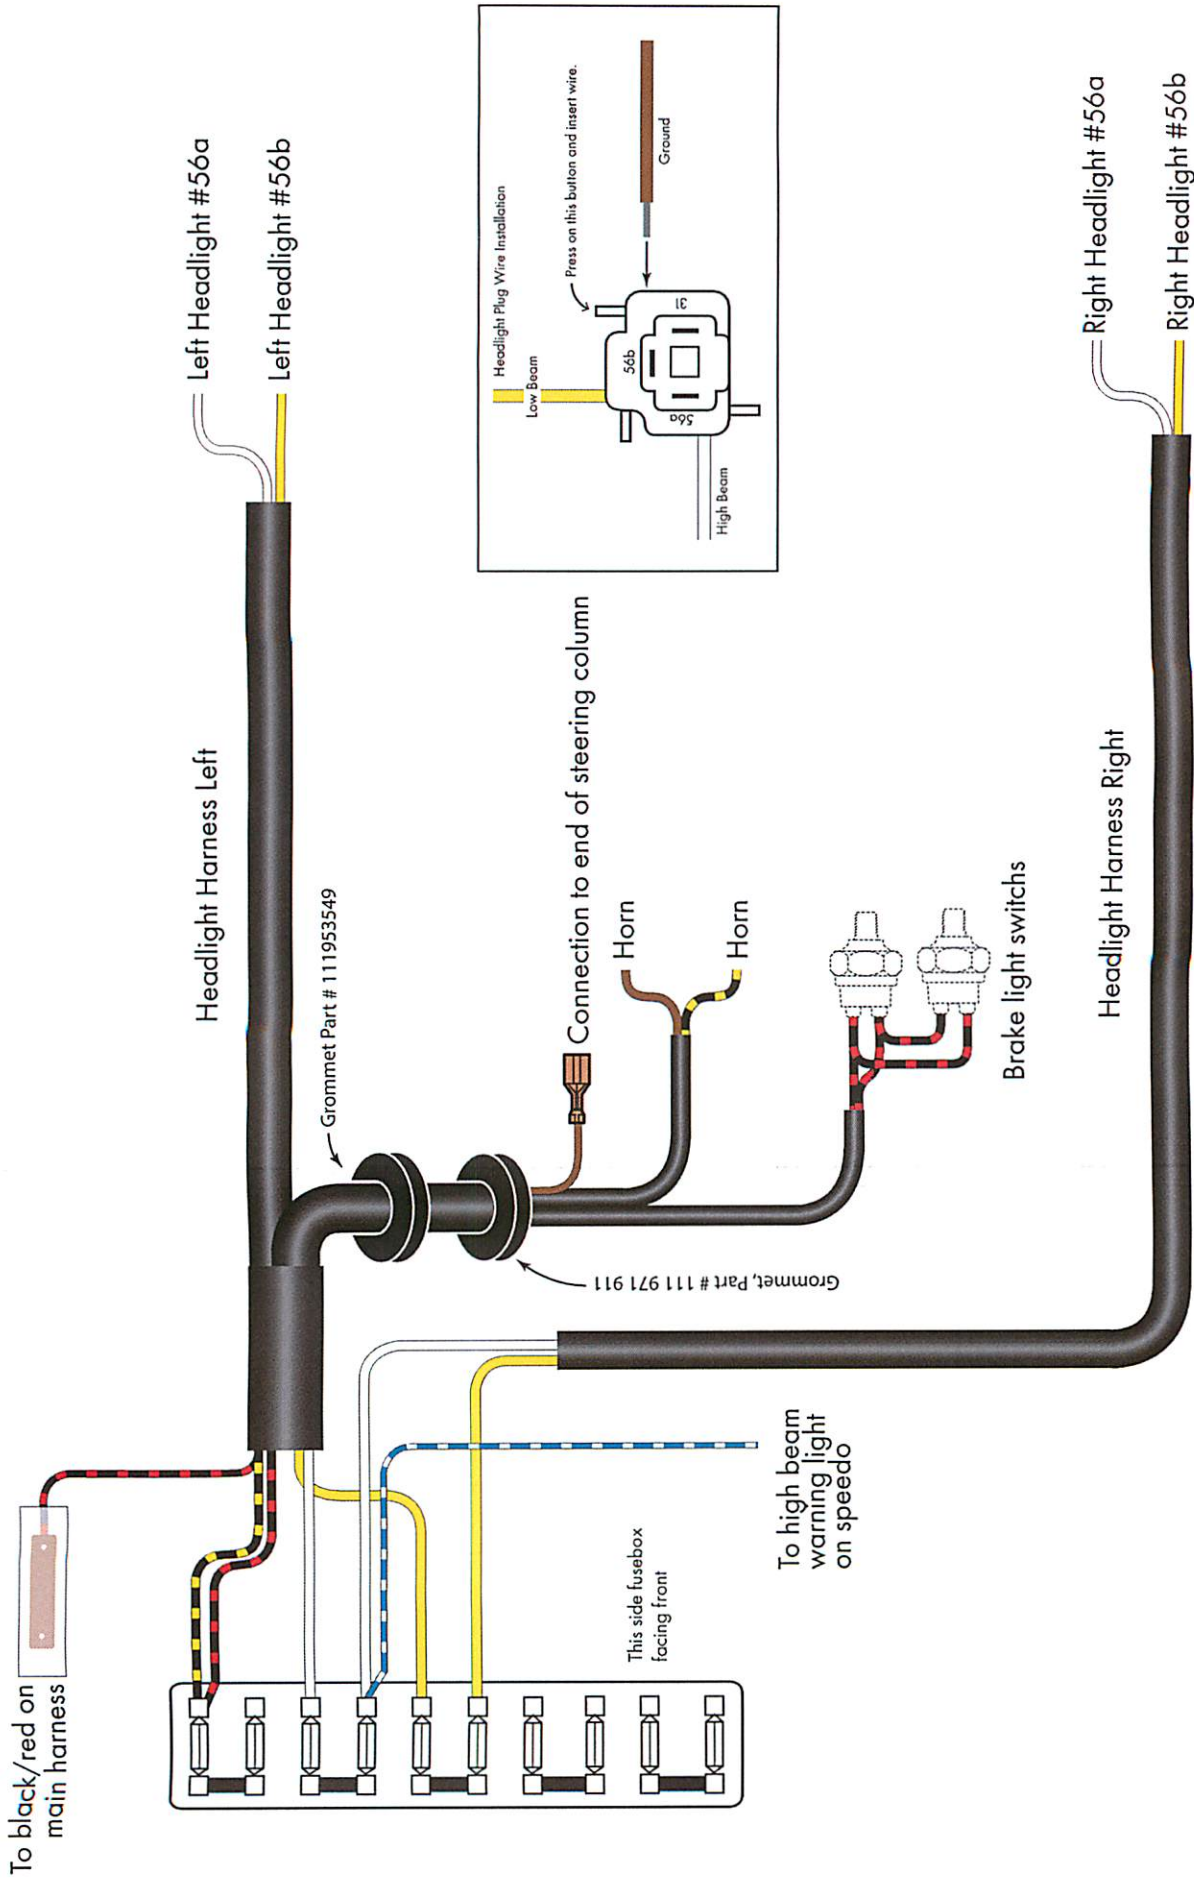 To black/red on
main harness
Left Headlight #56a
Left Headlight #56b
Headlight Harness Left
Grommet Part # 111953549
Headlight Plug Wire Installation
Low Beam
Press on this button and insert wire.
Ground
56b
31
56a
High Beam
Connection to end of steering column
Horn
Horn
Grommet, Part # 111 971 911
Brake light switchs
This side fusebox
facing front
To high beam
warning light
on speedo
Headlight Harness Right
Right Headlight #56a
Right Headlight #56b